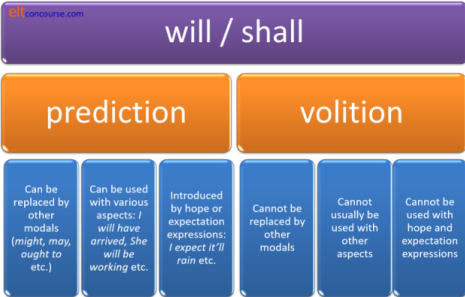 eltconcourse.com
will / shall
prediction
volition
Can be
replaced by
other
modals
(might, may,
ought to
etc.)
Can be used
with various
aspects: I
will have
arrived, She
will be
working etc.
Introduced
by hope or
expectation
expressions:
I expect it'll
rain etc.
Cannot be
replaced by
other
modals
Cannot
usually be
used with
other
aspects
Cannot be
used with
hope and
expectation
expressions